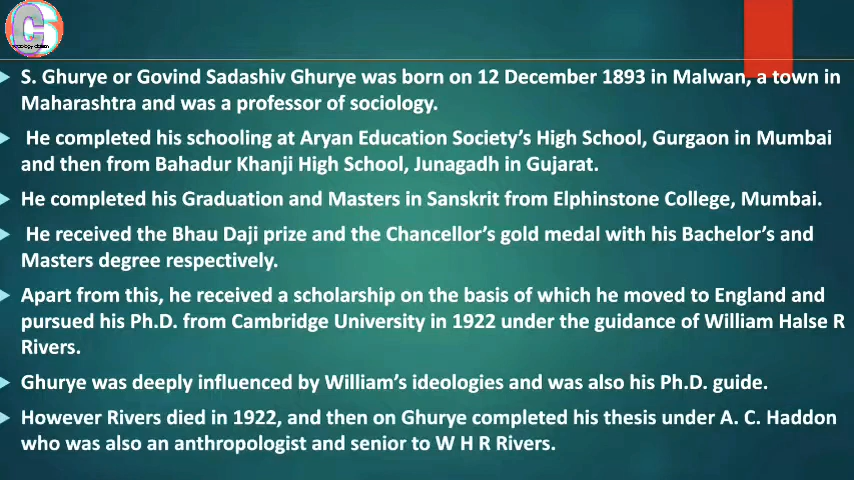 sociology classes
S. Ghurye or Govind Sadashiv Ghurye was born on 12 December 1893 in Malwan, a town in
Maharashtra and was a professor of sociology.
He completed his schooling at Aryan Education Society's High School, Gurgaon in Mumbai
and then from Bahadur Khanji High School, Junagadh in Gujarat.
He completed his Graduation and Masters in Sanskrit from Elphinstone College, Mumbai.
He received the Bhau Daji prize and the Chancellor's gold medal with his Bachelor's and
Masters degree respectively.
Apart from this, he received a scholarship on the basis of which he moved to England and
pursued his Ph.D. from Cambridge University in 1922 under the guidance of William Halse R
Rivers.
Ghurye was deeply influenced by William's ideologies and was also his Ph.D. guide.
However Rivers died in 1922, and then on Ghurye completed his thesis under A. C. Haddon
who was also an anthropologist and senior to W H R Rivers.